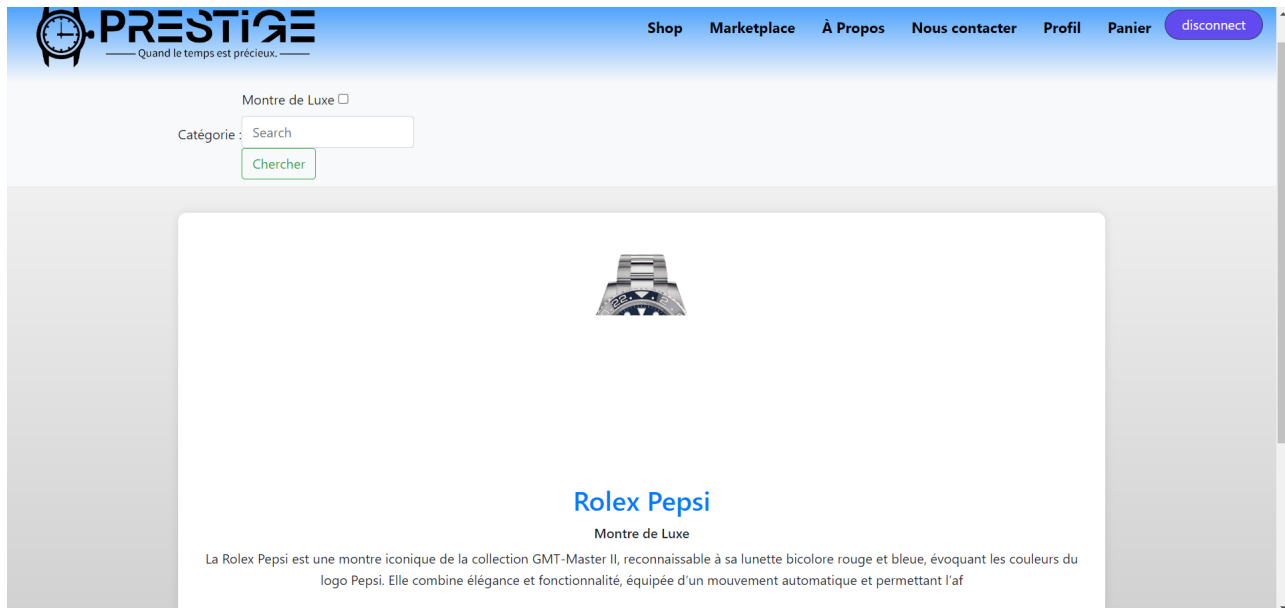 PRESTiGE
Quand le temps est précieux.
Shop Marketplace À Propos Nous contacter Profil Panier disconnect
Montre de Luxe
Catégorie : Search
Chercher
22
Rolex Pepsi
Montre de Luxe
La Rolex Pepsi est une montre iconique de la collection GMT-Master II, reconnaissable à sa lunette bicolore rouge et bleue, évoquant les couleurs du
logo Pepsi. Elle combine élégance et fonctionnalité, équipée d'un mouvement automatique et permettant l'af